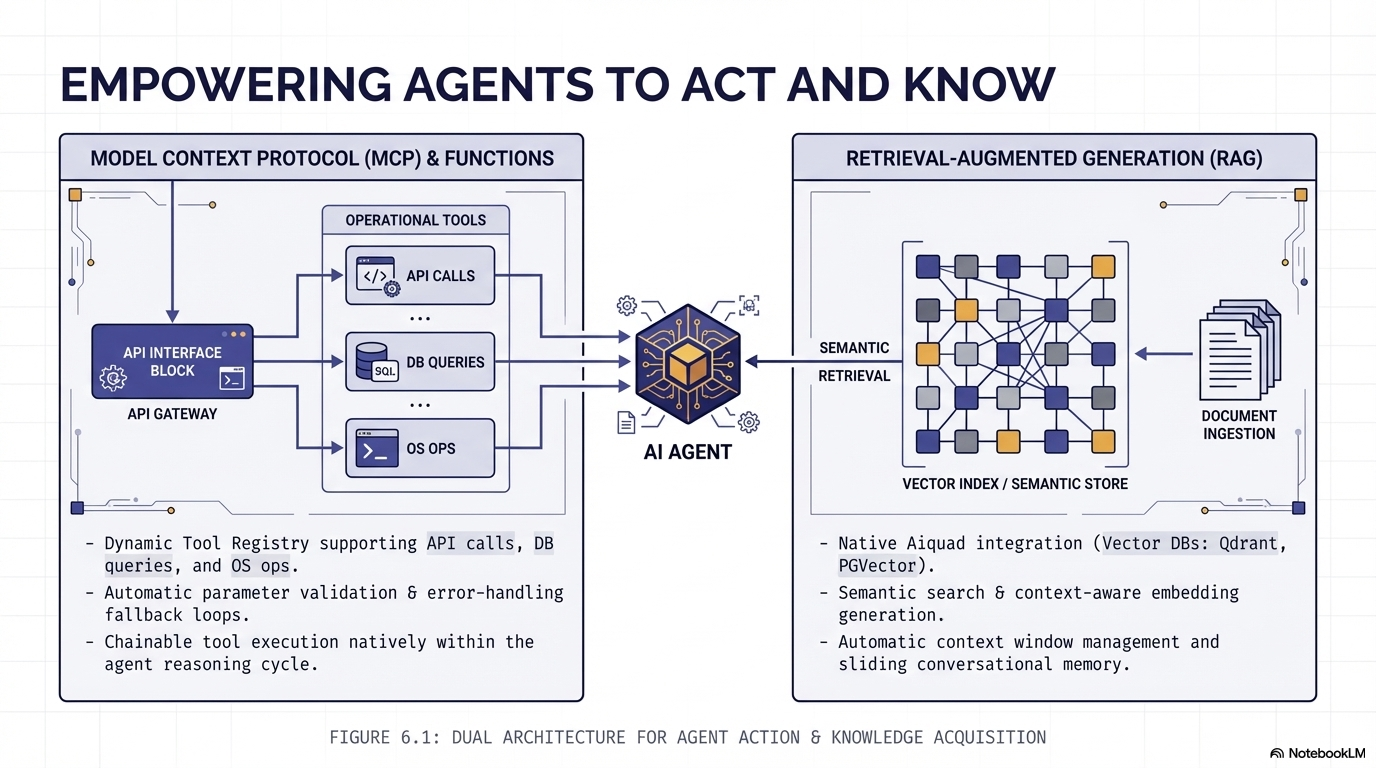 EMPOWERING AGENTS TO ACT AND KNOW
MODEL CONTEXT PROTOCOL (MCP) & FUNCTIONS
OPERATIONAL TOOLS
</>
API CALLS
...
API INTERFACE
BLOCK
>_
API GATEWAY
SQL
DB QUERIES
...
>_
OS OPS
- Dynamic Tool Registry supporting API calls, DB
queries, and OS ops.
- Automatic parameter validation & error-handling
fallback loops.
- Chainable tool execution natively within the
agent reasoning cycle.
AI AGENT
RETRIEVAL-AUGMENTED GENERATION (RAG)
SEMANTIC
RETRIEVAL
VECTOR INDEX / SEMANTIC STORE
DOCUMENT
INGESTION
- Native Aiquad integration (Vector DBs: Qdrant,
PGVector).
- Semantic search & context-aware embedding
generation.
- Automatic context window management and
sliding conversational memory.
FIGURE 6.1: DUAL ARCHITECTURE FOR AGENT ACTION & KNOWLEDGE ACQUISITION
NotebookLM